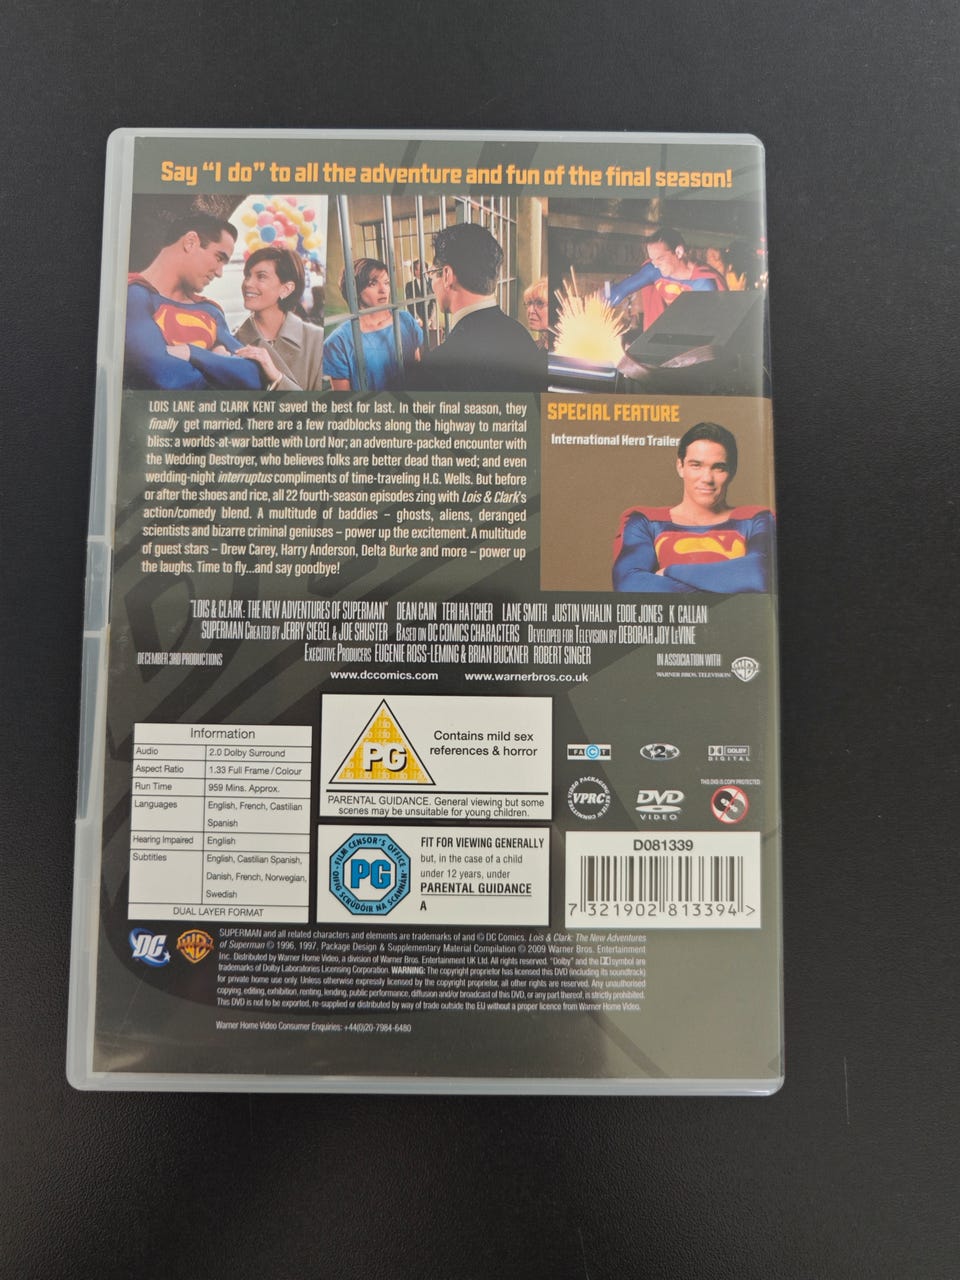 Say “I do” to all the adventure and fun of the final season!
LOIS LANE and CLARK KENT saved the best for last. In their final season, they
finally get married. There are a few roadblocks along the highway to marital
bliss: a worlds-at-war battle with Lord Nor; an adventure-packed encounter with
the Wedding Destroyer, who believes folks are better dead than wed; and even
wedding-night interruptus compliments of time-traveling H.G. Wells. But before
or after the shoes and rice, all 22 fourth-season episodes zing with Lois & Clark's
action/comedy blend. A multitude of baddies – ghosts, aliens, deranged
scientists and bizarre criminal geniuses – power up the excitement. A multitude
of guest stars – Drew Carey, Harry Anderson, Delta Burke and more – power up
the laughs. Time to fly...and say goodbye!
SPECIAL FEATURE
International Hero Trailer
"LOIS & CLARK: THE NEW ADVENTURES OF SUPERMAN" DEAN CAIN TERI HATCHER LANE SMITH JUSTIN WHALIN EDDIE JONES K CALLAN
SUPERMAN CREATED BY JERRY SIEGEL & JOE SHUSTER BASED ON DC COMICS CHARACTERS DEVELOPED FOR TELEVISION BY DEBORAH JOY LeVINE
DECEMBER 3RD PRODUCTIONS
EXECUTIVE PRODUCERS EUGENIE ROSS-LEMING & BRIAN BUCKNER ROBERT SINGER
IN ASSOCIATION WITH
WARNER BROS. TELEVISION
www.dccomics.com www.warnerbros.co.uk
Information
Audio 2.0 Dolby Surround
Aspect Ratio 1.33 Full Frame / Colour
Run Time 959 Mins. Approx.
Languages English, French, Castilian
Spanish
Hearing Impaired English
Subtitles English, Castilian Spanish,
Danish, French, Norwegian,
Swedish
DUAL LAYER FORMAT
PG
Contains mild sex
references & horror
PARENTAL GUIDANCE. General viewing but some
scenes may be unsuitable for young children.
FILM CENSOR'S OFFICE
PG
OIFIG SCRÚDÓIR NA SCANNÁN
FIT FOR VIEWING GENERALLY
but, in the case of a child
under 12 years, under
PARENTAL GUIDANCE
A
FACT
2
DOLBY
DIGITAL
VIDEO PACKAGING REVIEW COMMITTEE
VPRC
DVD
VIDEO
THIS DVD IS COPY PROTECTED
D081339
7 321902 813394 >
DC
WB
SUPERMAN and all related characters and elements are trademarks of and © DC Comics. Lois & Clark: The New Adventures
of Superman © 1996, 1997, Package Design & Supplementary Material Compilation © 2009 Warner Bros. Entertainment
Inc. Distributed by Warner Home Video, a division of Warner Bros. Entertainment UK Ltd. All rights reserved. "Dolby" and the symbol are
trademarks of Dolby Laboratories Licensing Corporation. WARNING: The copyright proprietor has licensed this DVD (including its soundtrack)
for private home use only. Unless otherwise expressly licensed by the copyright proprietor, all other rights are reserved. Any unauthorised
copying, editing, exhibition, renting, lending, public performance, diffusion and/or broadcast of this DVD, or any part thereof, is strictly prohibited.
This DVD is not to be exported, re-supplied or distributed by way of trade outside the EU without a proper licence from Warner Home Video.
Warner Home Video Consumer Enquiries: +44(0)20-7984-6480